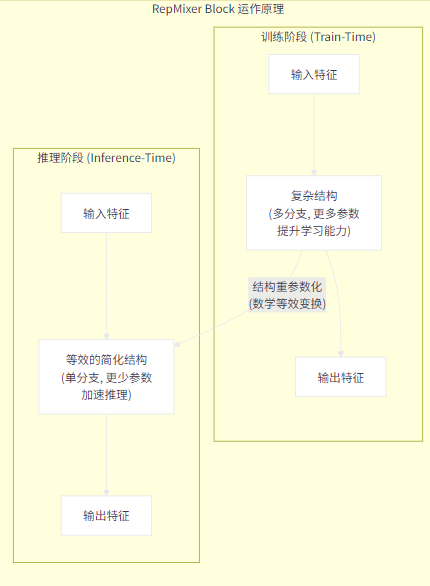 RepMixer Block 运作原理
训练阶段 (Train-Time)
输入特征
复杂结构
(多分支, 更多参数
提升学习能力)
结构重参数化
(数学等效变换)
输出特征
推理阶段 (Inference-Time)
输入特征
等效的简化结构
(单分支, 更少参数
加速推理)
输出特征